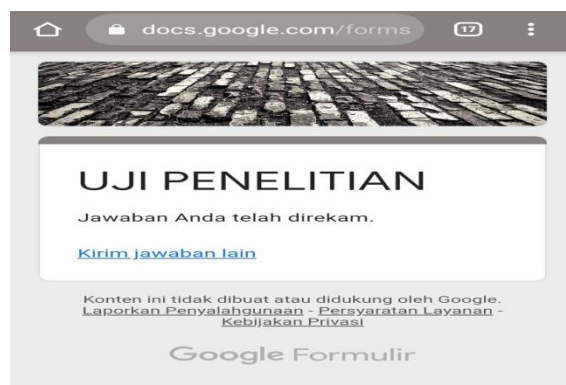 docs.google.com/forms
17
UJI PENELITIAN
Jawaban Anda telah direkam.
Kirim jawaban lain
Konten ini tidak dibuat atau didukung oleh Google.
Laporkan Penyalahgunaan - Persyaratan Layanan -
Kebijakan Privasi
Google Formulir